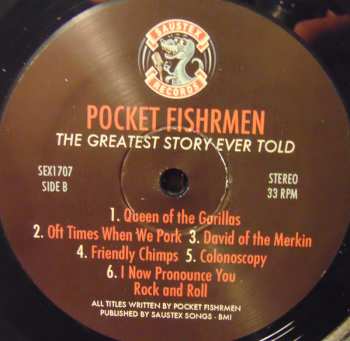 SAUSTEX
RECORDS
POCKET FISHRMEN
THE GREATEST STORY EVER TOLD
SEX1707
SIDE B
STEREO
33 RPM
1. Queen of the Gorillas
2. Oft Times When We Pork 3. David of the Merkin
4. Friendly Chimps 5. Colonoscopy
6. I Now Pronounce You
Rock and Roll
ALL TITLES WRITTEN BY POCKET FISHRMEN
PUBLISHED BY SAUSTEX SONGS - BMI